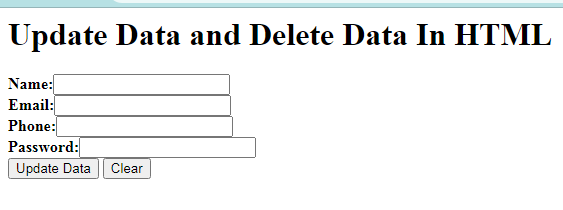 Update Data and Delete Data In HTML
Name:
Email:
Phone:
Password:
Update Data Clear